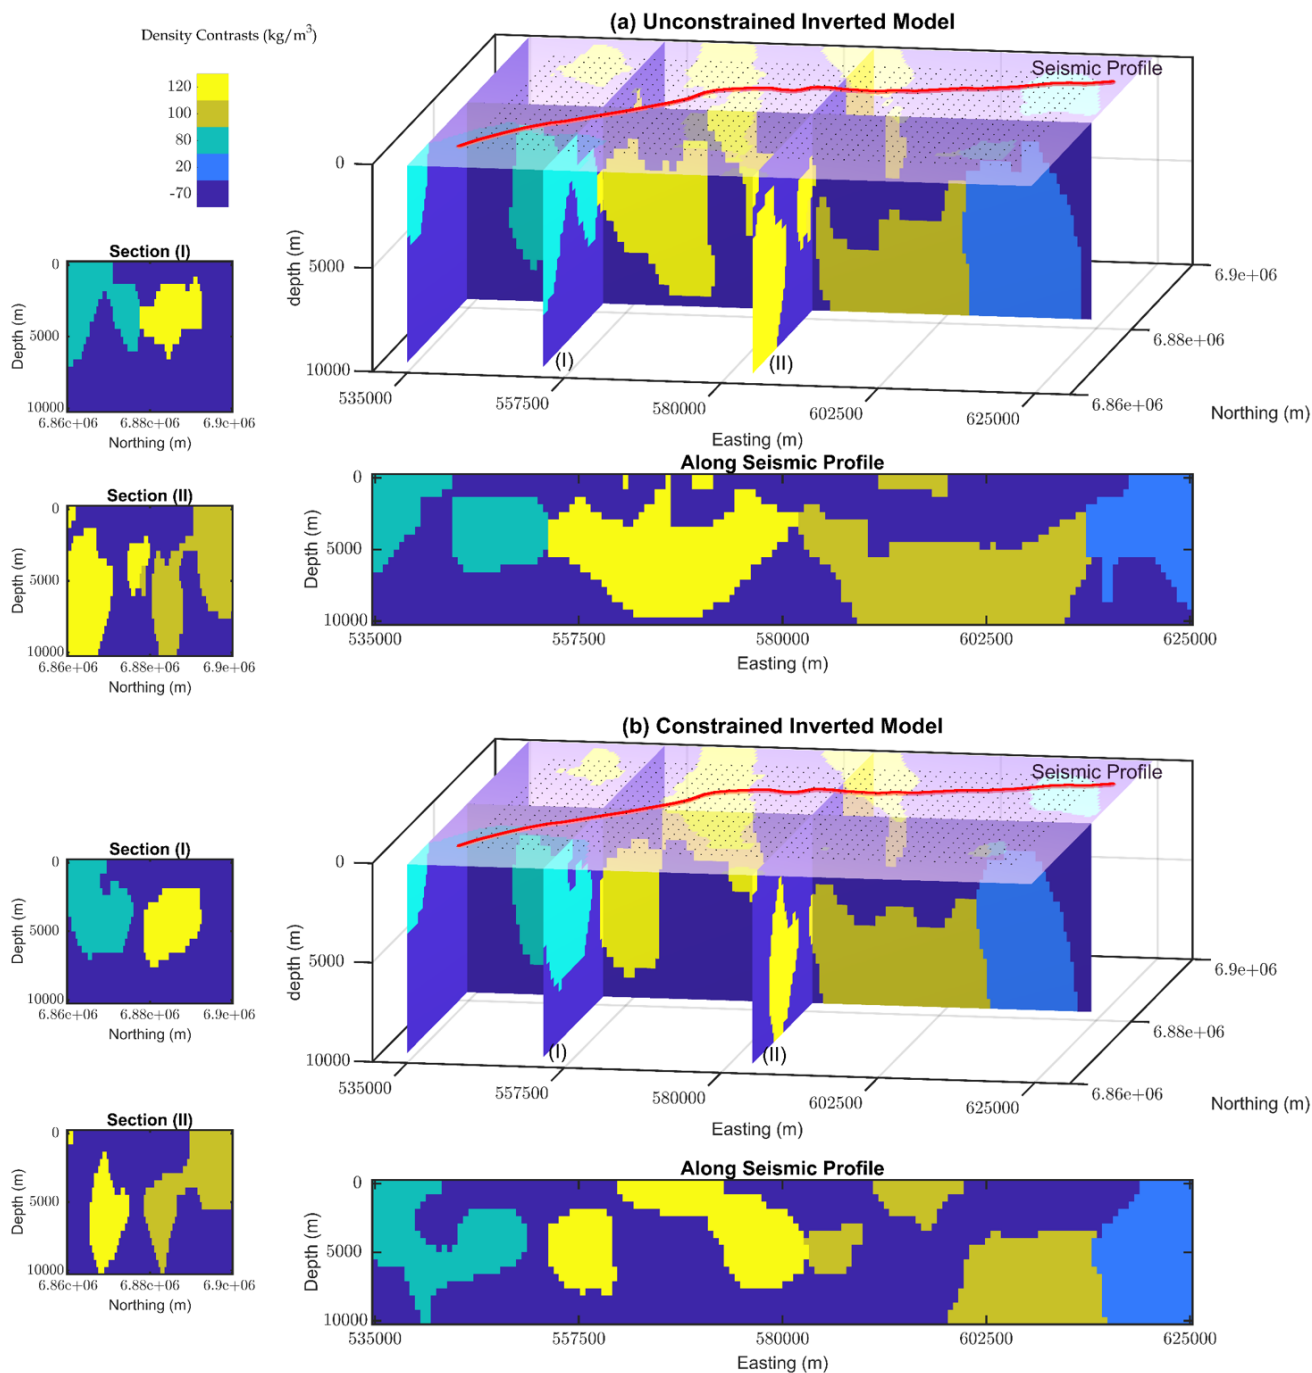 (a) Unconstrained Inverted Model
Density Contrasts (kg/m³)
120
100
80
20
-70
Seismic Profile
0
5000
10000
depth (m)
535000
557500
580000
602500
625000
Easting (m)
6.86e+06
6.88e+06
6.9e+06
Northing (m)
(I)
(II)
Section (I)
0
5000
10000
Depth (m)
6.86e+06 6.88e+06 6.9e+06
Northing (m)
Along Seismic Profile
0
5000
10000
Depth (m)
535000 557500 580000 602500 625000
Easting (m)
Section (II)
0
5000
10000
Depth (m)
6.86e+06 6.88e+06 6.9e+06
Northing (m)
(b) Constrained Inverted Model
Seismic Profile
0
5000
10000
depth (m)
535000
557500
580000
602500
625000
Easting (m)
6.86e+06
6.88e+06
6.9e+06
Northing (m)
(I)
(II)
Section (I)
0
5000
10000
Depth (m)
6.86e+06 6.88e+06 6.9e+06
Northing (m)
Section (II)
0
5000
10000
Depth (m)
6.86e+06 6.88e+06 6.9e+06
Northing (m)
Along Seismic Profile
0
5000
10000
Depth (m)
535000 557500 580000 602500 625000
Easting (m)